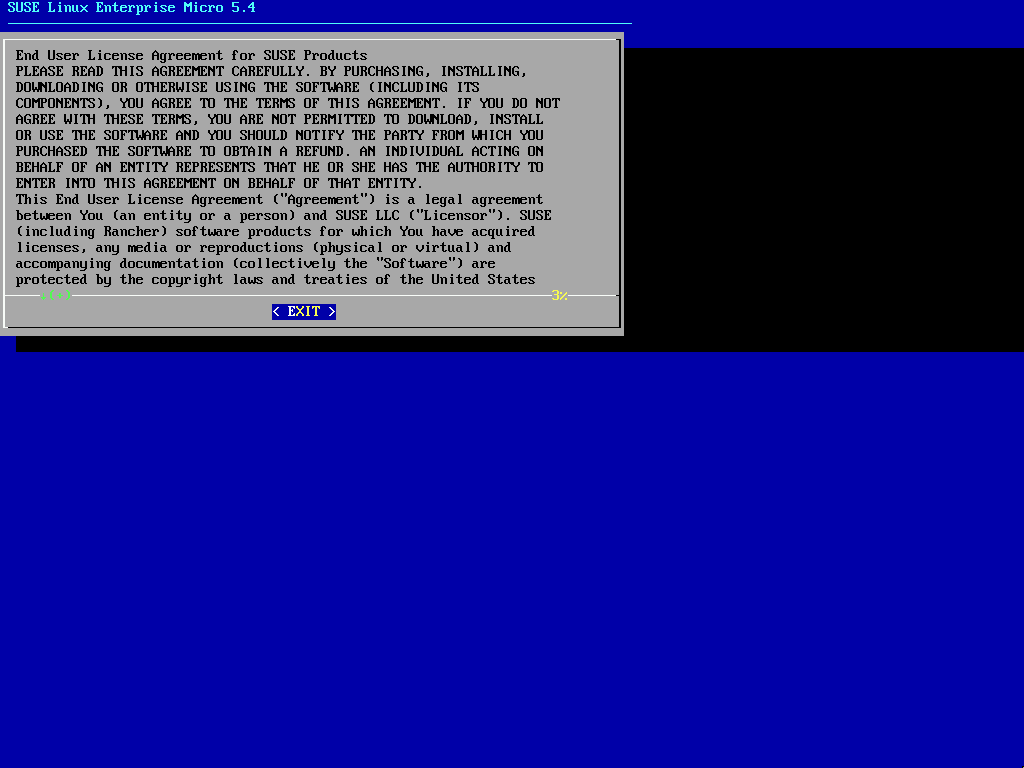 SUSE Linux Enterprise Micro 5.4
End User License Agreement for SUSE Products
PLEASE READ THIS AGREEMENT CAREFULLY. BY PURCHASING, INSTALLING,
DOWNLOADING OR OTHERWISE USING THE SOFTWARE (INCLUDING ITS
COMPONENTS), YOU AGREE TO THE TERMS OF THIS AGREEMENT. IF YOU DO NOT
AGREE WITH THESE TERMS, YOU ARE NOT PERMITTED TO DOWNLOAD, INSTALL
OR USE THE SOFTWARE AND YOU SHOULD NOTIFY THE PARTY FROM WHICH YOU
PURCHASED THE SOFTWARE TO OBTAIN A REFUND. AN INDIVIDUAL ACTING ON
BEHALF OF AN ENTITY REPRESENTS THAT HE OR SHE HAS THE AUTHORITY TO
ENTER INTO THIS AGREEMENT ON BEHALF OF THAT ENTITY.
This End User License Agreement ("Agreement") is a legal agreement
between You (an entity or a person) and SUSE LLC ("Licensor"). SUSE
(including Rancher) software products for which You have acquired
licenses, any media or reproductions (physical or virtual) and
accompanying documentation (collectively the "Software") are
protected by the copyright laws and treaties of the United States
3%
< EXIT >